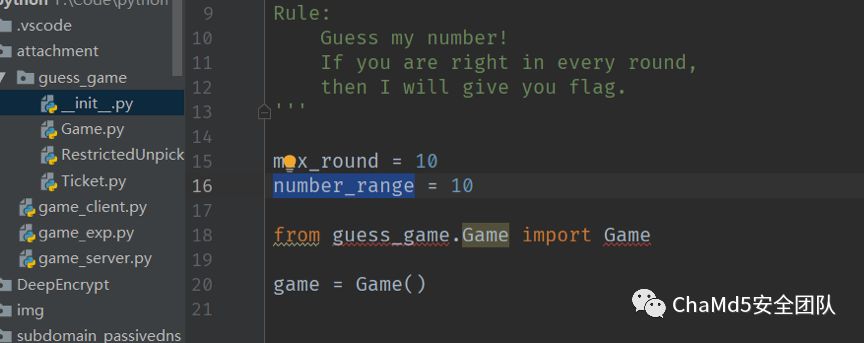 python
.vscode
attachment
guess_game
__init__.py
Game.py
RestrictedUnpick
Ticket.py
game_client.py
game_exp.py
game_server.py
DeepEncrypt
img
subdomain_passivedns
9 Rule:
10 Guess my number!
11 If you are right in every round,
12 then I will give you flag.
13 '''
14
15 max_round = 10
16 number_range = 10
17
18 from guess_game.Game import Game
19
20 game = Game()
21
ChaMd5安全团队